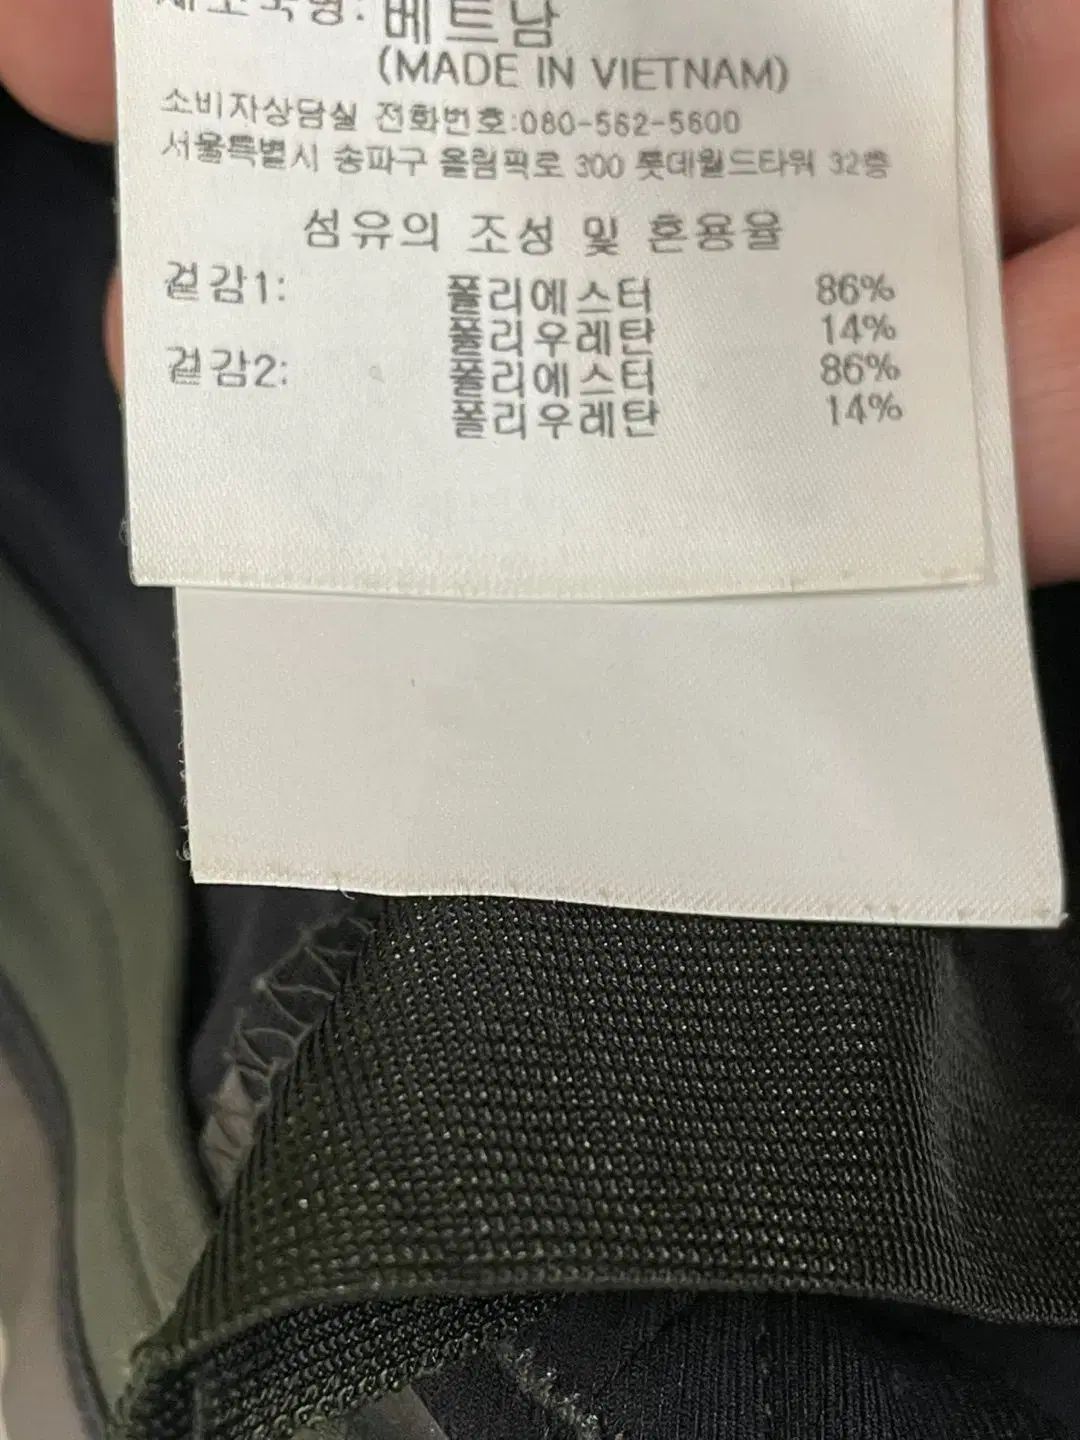 제조국명: 베트남
(MADE IN VIETNAM)
소비자상담실 전화번호:080-562-5600
서울특별시 송파구 올림픽로 300 롯데월드타워 32층
섬유의 조성 및 혼용율
겉감1: 폴리에스터 86%
폴리우레탄 14%
겉감2: 폴리에스터 86%
폴리우레탄 14%